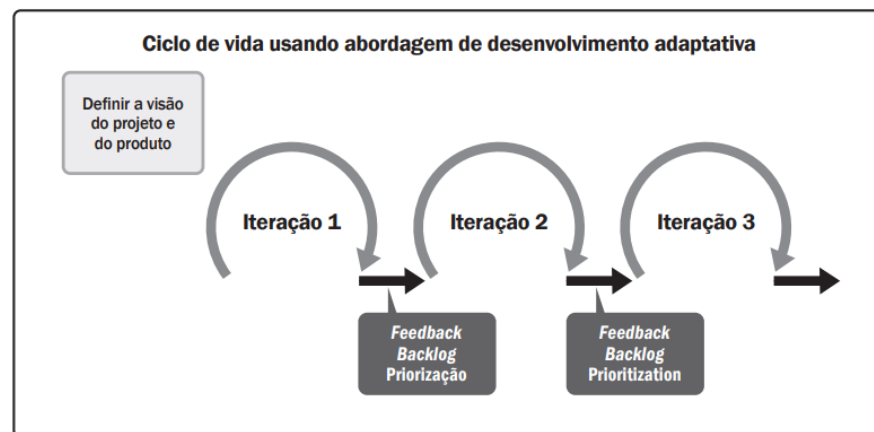 Ciclo de vida usando abordagem de desenvolvimento adaptativa
Definir a visão
do projeto e
do produto
Iteração 1
Iteração 2
Iteração 3
Feedback
Backlog
Priorização
Feedback
Backlog
Prioritization